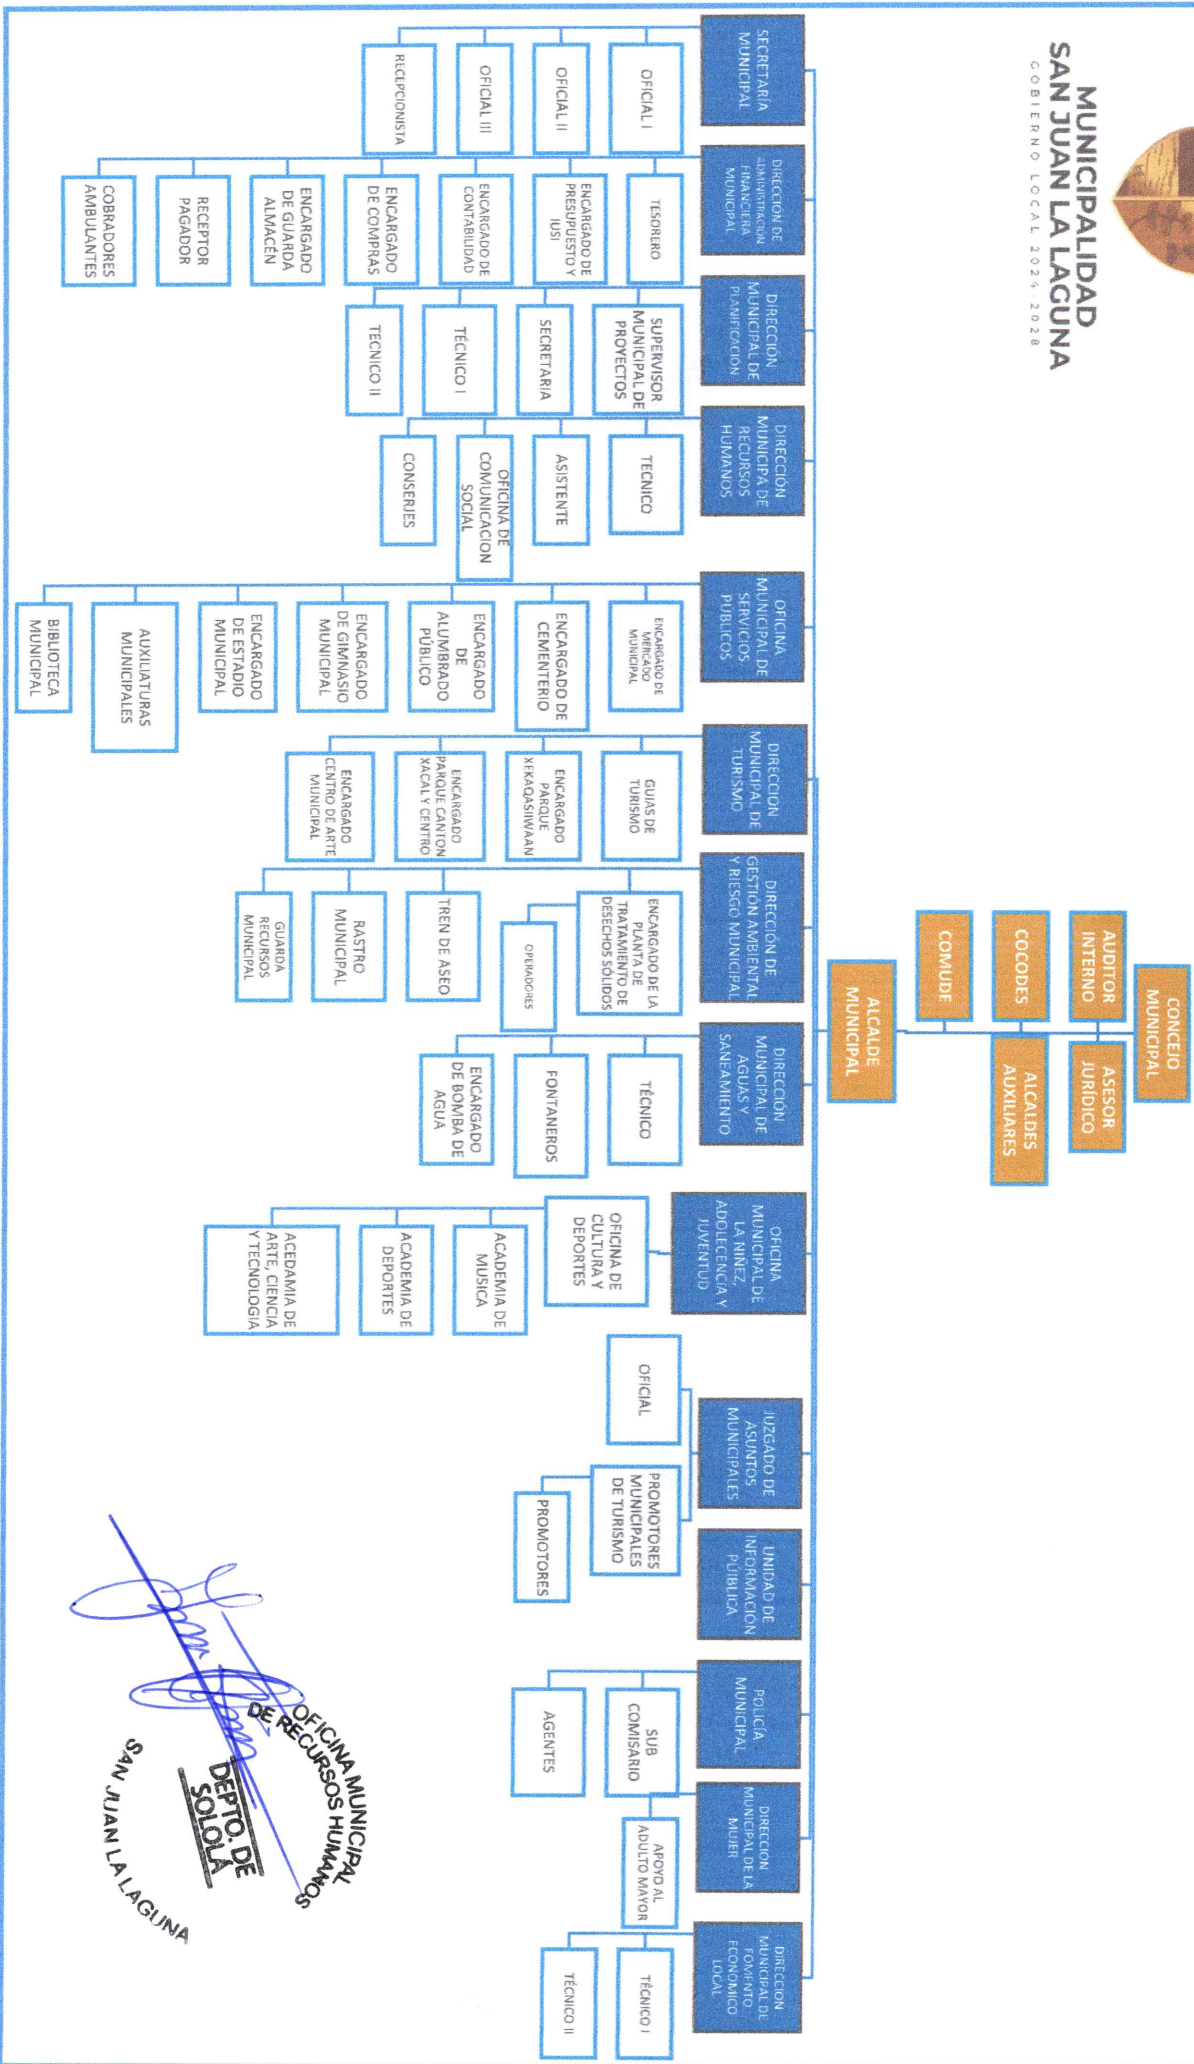 MUNICIPALIDAD
SAN JUAN LA LAGUNA
GOBIERNO LOCAL 2024-2028
CONCEJO
MUNICIPAL
AUDITOR
INTERNO
ASESOR
JURÍDICO
COCODES
ALCALDES
AUXILIARES
COMUDE
ALCALDE
MUNICIPAL
SECRETARÍA
MUNICIPAL
OFICIAL I
OFICIAL II
OFICIAL III
RECEPCIONISTA
DIRECCION DE
ADMINISTRACION
FINANCIERA
MUNICIPAL
TESORERO
ENCARGADO DE
PRESUPUESTO Y
IUSI
ENCARGADO DE
CONTABILIDAD
ENCARGADO
DE COMPRAS
ENCARGADO
DE GUARDA
ALMACÉN
RECEPTOR
PAGADOR
COBRADORES
AMBULANTES
DIRECCIÓN
MUNICIPAL DE
PLANIFICACIÓN
SUPERVISOR
MUNICIPAL DE
PROYECTOS
SECRETARIA
TÉCNICO I
TECNICO II
DIRECCIÓN
MUNICIPA DE
RECURSOS
HUMANOS
TECNICO
ASISTENTE
OFICINA DE
COMUNICACION
SOCIAL
CONSERJES
OFICINA
MUNICIPAL DE
SERVICIOS
PÚBLICOS
ENCARGADO DE
MERCADO
MUNICIPAL
ENCARGADO DE
CEMENTERIO
ENCARGADO
DE
ALUMBRADO
PÚBLICO
ENCARGADO
DE GIMNASIO
MUNICIPAL
ENCARGADO
DE ESTADIO
MUNICIPAL
AUXILIATURAS
MUNICIPALES
BIBLIOTECA
MUNICIPAL
DIRECCION
MUNICIPAL DE
TURISMO
GUIAS DE
TURISMO
ENCARGADO
PARQUE
XEKAQASIIWAAN
ENCARGADO
PARQUE CANTON
XACAL Y CENTRO
ENCARGADO
CENTRO DE ARTE
MUNICIPAL
DIRECCIÓN DE
GESTIÓN AMBIENTAL
Y RIESGO MUNICIPAL
ENCARGADO DE LA
PLANTA DE
TRATAMIENTO DE
DESECHOS SÓLIDOS
OPERADORES
TREN DE ASEO
RASTRO
MUNICIPAL
GUARDA
RECURSOS
MUNICIPAL
DIRECCIÓN
MUNICIPAL DE
AGUAS Y
SANEAMIENTO
TÉCNICO
FONTANEROS
ENCARGADO
DE BOMBA DE
AGUA
OFICINA
MUNICIPAL DE
LA NIÑEZ,
ADOLECENCIA Y
JUVENTUD
OFICINA DE
CULTURA Y
DEPORTES
ACADEMIA DE
MUSICA
ACADEMIA DE
DEPORTES
ACEDAMIA DE
ARTE, CIENCIA
Y TECNOLOGIA
JUZGADO DE
ASUNTOS
MUNICIPALES
OFICIAL
PROMOTORES
MUNICIPALES
DE TURISMO
PROMOTORES
UNIDAD DE
INFORMACIÓN
PÚIBLICA
POLICÍA
MUNICIPAL
SUB
COMISARIO
AGENTES
DIRECCION
MUNICIPAL DE LA
MUJER
APOYO AL
ADULTO MAYOR
DIRECCION
MUNICIPAL DE
FOMENTO
ECONOMICO
LOCAL
TÉCNICO I
TÉCNICO II
OFICINA MUNICIPAL
DE RECURSOS HUMANOS
DEPTO. DE
SOLOLÁ
SAN JUAN LA LAGUNA